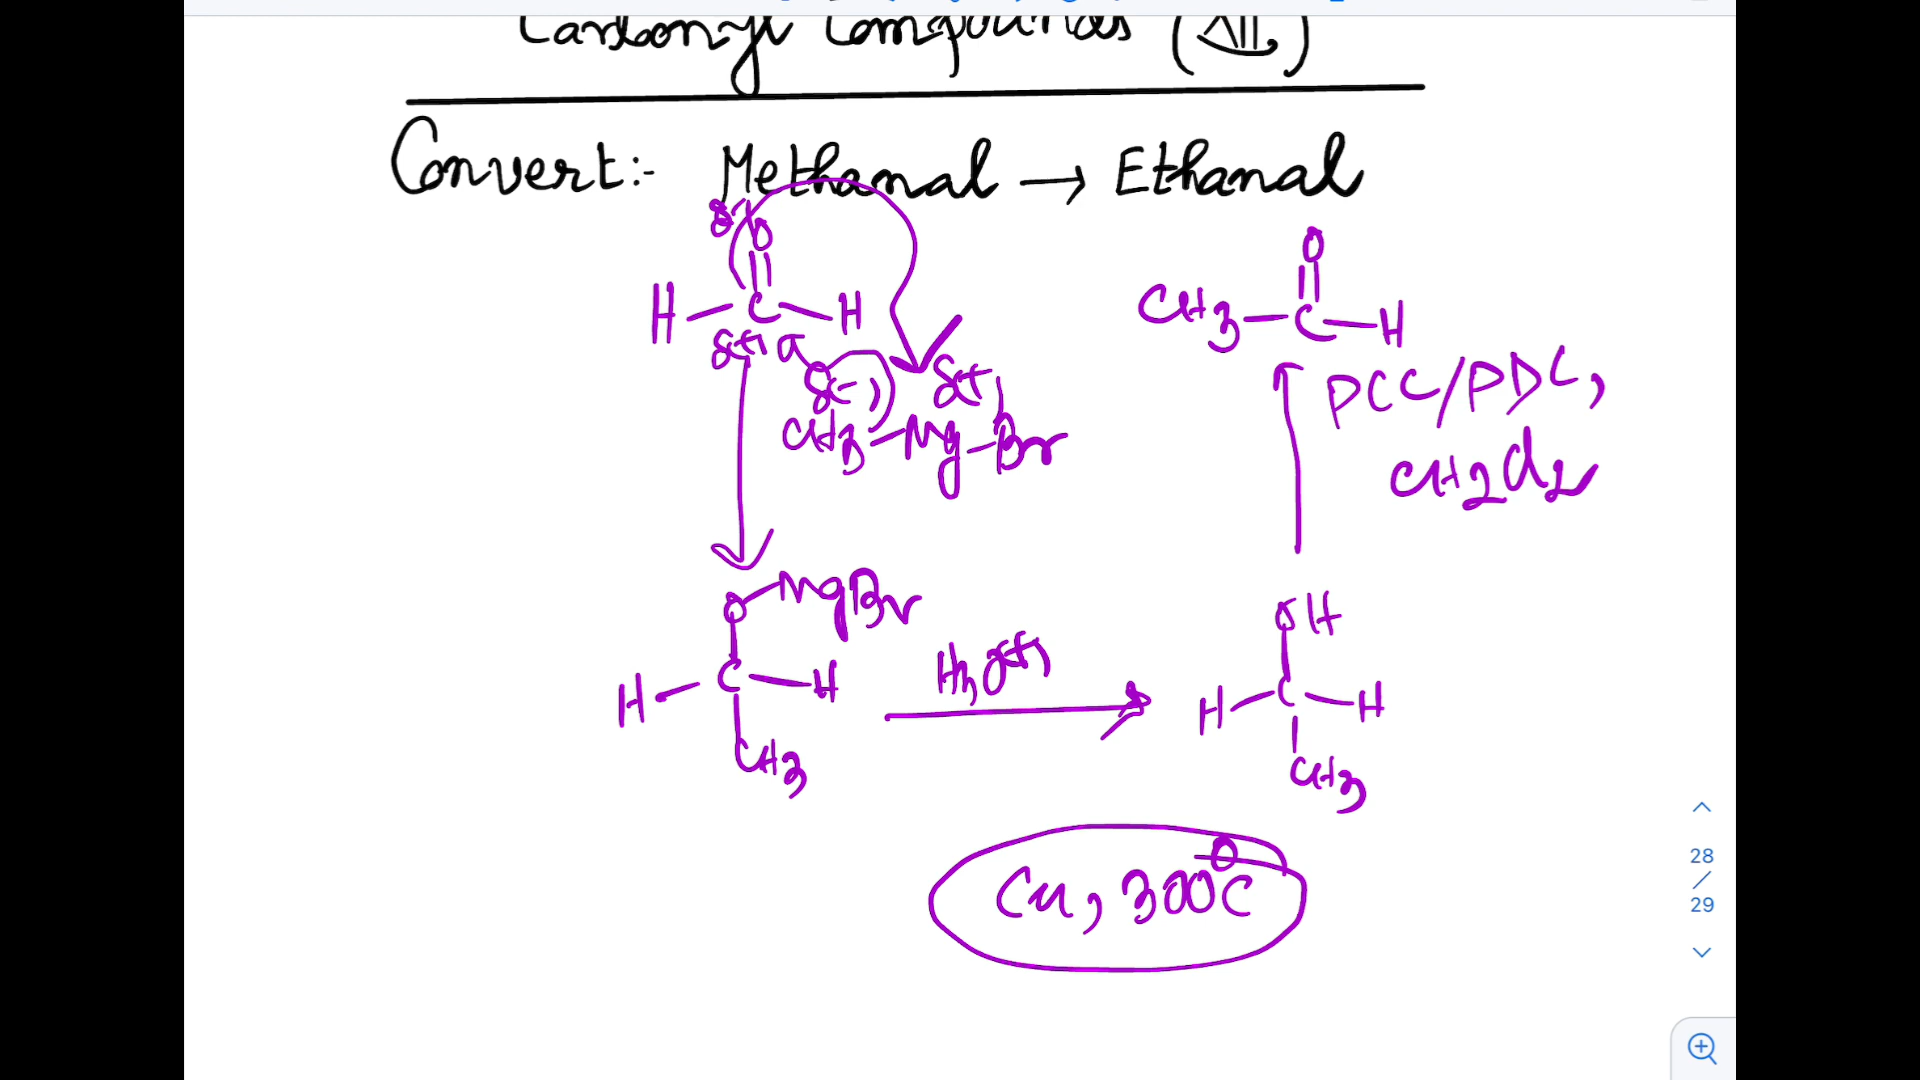 Carbonyl Compounds (XII)
Convert:- Methanal → Ethanal
δ(-)
O
H-C-H
δ(+)
δ(-) δ(+)
CH3-Mg-Br
O
CH3-C-H
PCC/PDC,
CH2Cl2
O-MgBr
H-C-H
CH3
H3O(+)
OH
H-C-H
CH3
Cu, 300°C
28
/
29